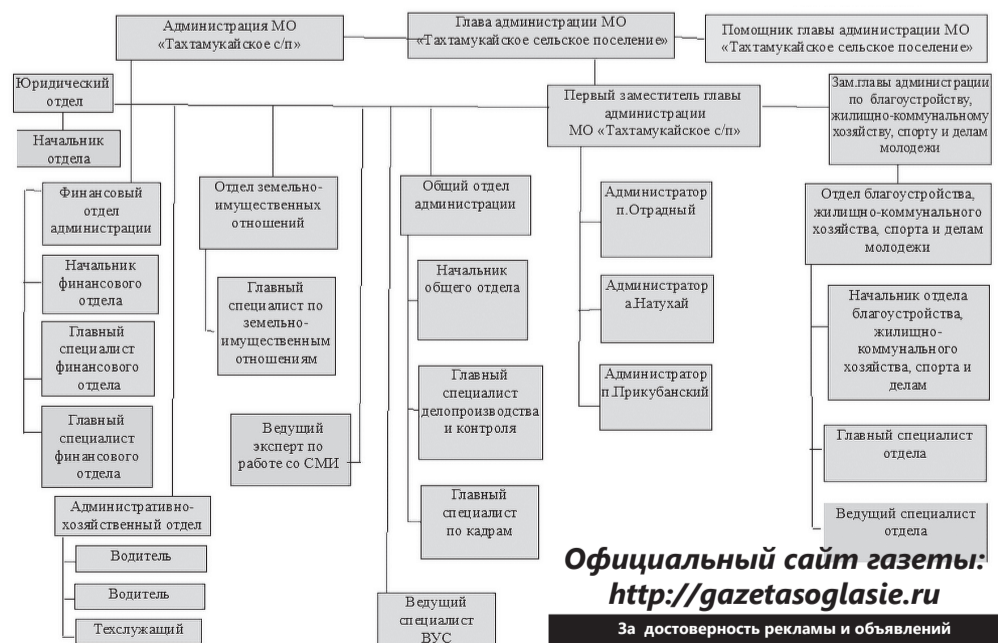 Администрация МО
«Тахтамукайское с/п»
Глава администрации МО
«Тахтамукайское сельское поселение»
Помощник главы администрации МО
«Тахтамукайское сельское поселение»
Юридический
отдел
Начальник
отдела
Первый заместитель главы
администрации
МО «Тахтамукайское с/п»
Зам.главы администрации
по благоустройству,
жилищно-коммунальному
хозяйству, спорту и делам
молодежи
Финансовый
отдел
администрации
Начальник
финансового
отдела
Главный
специалист
финансового
отдела
Главный
специалист
финансового
отдела
Административно-
хозяйственный отдел
Водитель
Водитель
Техслужащий
Отдел земельно-
имущественных
отношений
Главный
специалист по
земельно-
имущественным
отношениям
Ведущий
эксперт по
работе со СМИ
Общий отдел
администрации
Начальник
общего отдела
Главный
специалист
делопроизводства
и контроля
Главный
специалист
по кадрам
Ведущий
специалист
ВУС
Администратор
п.Отрадный
Администратор
а.Натухай
Администратор
п.Прикубанский
Отдел благоустройства,
жилищно-коммунального
хозяйства, спорта и делам
молодежи
Начальник отдела
благоустройства,
жилищно-
коммунального
хозяйства, спорта и
делам
Главный специалист
отдела
Ведущий специалист
отдела
Официальный сайт газеты:
http://gazetasoglasie.ru
За достоверность рекламы и объявлений